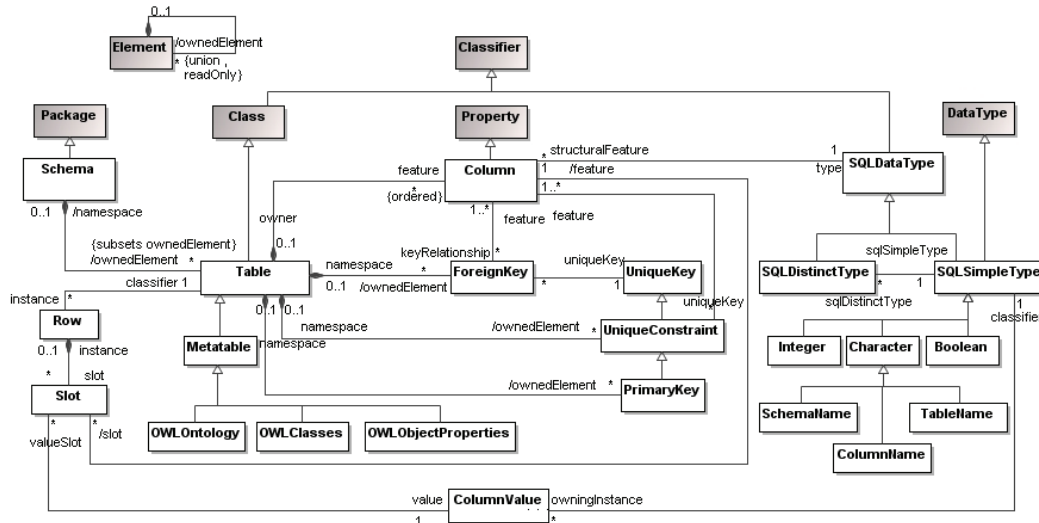 0..1
/ownedElement
Element
* {union ,
readOnly}
Classifier
Package
Class
Property
DataType
Schema
feature
Column
* structuralFeature
1 /feature
1
type
SQLDataType
*
{ordered}
1..*
0..1
/namespace
owner
1..*
feature
feature
{subsets ownedElement}
/ownedElement *
0..1
keyRelationship *
sqlSimpleType
Table
namespace
0..1
*
/ownedElement
ForeignKey
*
uniqueKey
1
UniqueKey
SQLDistinctType
*
1
SQLSimpleType
classifier 1
instance
*
0..1
0..1
uniqueKey
*
sqlDistinctType
1
classifier
Row
namespace
/ownedElement *
UniqueConstraint
0..1
instance
Metatable
namespace
Integer
Character
Boolean
* slot
/ownedElement *
PrimaryKey
Slot
*
valueSlot
*
/slot
OWLOntology
OWLClasses
OWLObjectProperties
SchemaName
TableName
ColumnName
value
1
ColumnValue
owningInstance
*